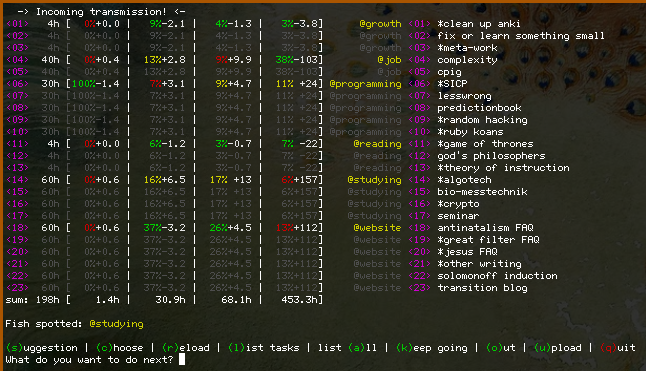 -> Incoming transmission! <-
<01> 4h [ 0%+0.0 | 9%-2.1 | 4%-1.3 | 3%-3.8] @growth <01> *clean up anki
<02> 4h [ 0%+0.0 | 9%-2.1 | 4%-1.3 | 3%-3.8] @growth <02> fix or learn something small
<03> 4h [ 0%+0.0 | 9%-2.1 | 4%-1.3 | 3%-3.8] @growth <03> *meta-work
<04> 40h [ 0%+0.4 | 13%+2.8 | 9%+9.9 | 38%-103] @job <04> complexity
<05> 40h [ 0%+0.4 | 13%+2.8 | 9%+9.9 | 38%-103] @job <05> cpig
<06> 30h [100%-1.4 | 7%+3.1 | 9%+4.7 | 11% +24] @programming <06> *SICP
<07> 30h [100%-1.4 | 7%+3.1 | 9%+4.7 | 11% +24] @programming <07> lesswrong
<08> 30h [100%-1.4 | 7%+3.1 | 9%+4.7 | 11% +24] @programming <08> predictionbook
<09> 30h [100%-1.4 | 7%+3.1 | 9%+4.7 | 11% +24] @programming <09> *random hacking
<10> 30h [100%-1.4 | 7%+3.1 | 9%+4.7 | 11% +24] @programming <10> *ruby koans
<11> 4h [ 0%+0.0 | 6%-1.2 | 3%-0.7 | 7% -22] @reading <11> *game of thrones
<12> 4h [ 0%+0.0 | 6%-1.2 | 3%-0.7 | 7% -22] @reading <12> god's philosophers
<13> 4h [ 0%+0.0 | 6%-1.2 | 3%-0.7 | 7% -22] @reading <13> *theory of instruction
<14> 60h [ 0%+0.6 | 16%+6.5 | 17% +13 | 6%+157] @studying <14> *algotech
<15> 60h [ 0%+0.6 | 16%+6.5 | 17% +13 | 6%+157] @studying <15> bio-messtechnik
<16> 60h [ 0%+0.6 | 16%+6.5 | 17% +13 | 6%+157] @studying <16> *crypto
<17> 60h [ 0%+0.6 | 16%+6.5 | 17% +13 | 6%+157] @studying <17> seminar
<18> 60h [ 0%+0.6 | 37%-3.2 | 26%+4.5 | 13%+112] @website <18> antinatalism FAQ
<19> 60h [ 0%+0.6 | 37%-3.2 | 26%+4.5 | 13%+112] @website <19> *great filter FAQ
<20> 60h [ 0%+0.6 | 37%-3.2 | 26%+4.5 | 13%+112] @website <20> *jesus FAQ
<21> 60h [ 0%+0.6 | 37%-3.2 | 26%+4.5 | 13%+112] @website <21> *other writing
<22> 60h [ 0%+0.6 | 37%-3.2 | 26%+4.5 | 13%+112] @website <22> solomonoff induction
<23> 60h [ 0%+0.6 | 37%-3.2 | 26%+4.5 | 13%+112] @website <23> transition blog
sum: 198h [ 1.4h | 30.9h | 68.1h | 453.3h]
Fish spotted: @studying
(s)uggestion | (c)hoose | (r)eload | (l)ist tasks | list (a)ll | (k)eep going | (o)ut | (u)pload | (q)uit
What do you want to do next?